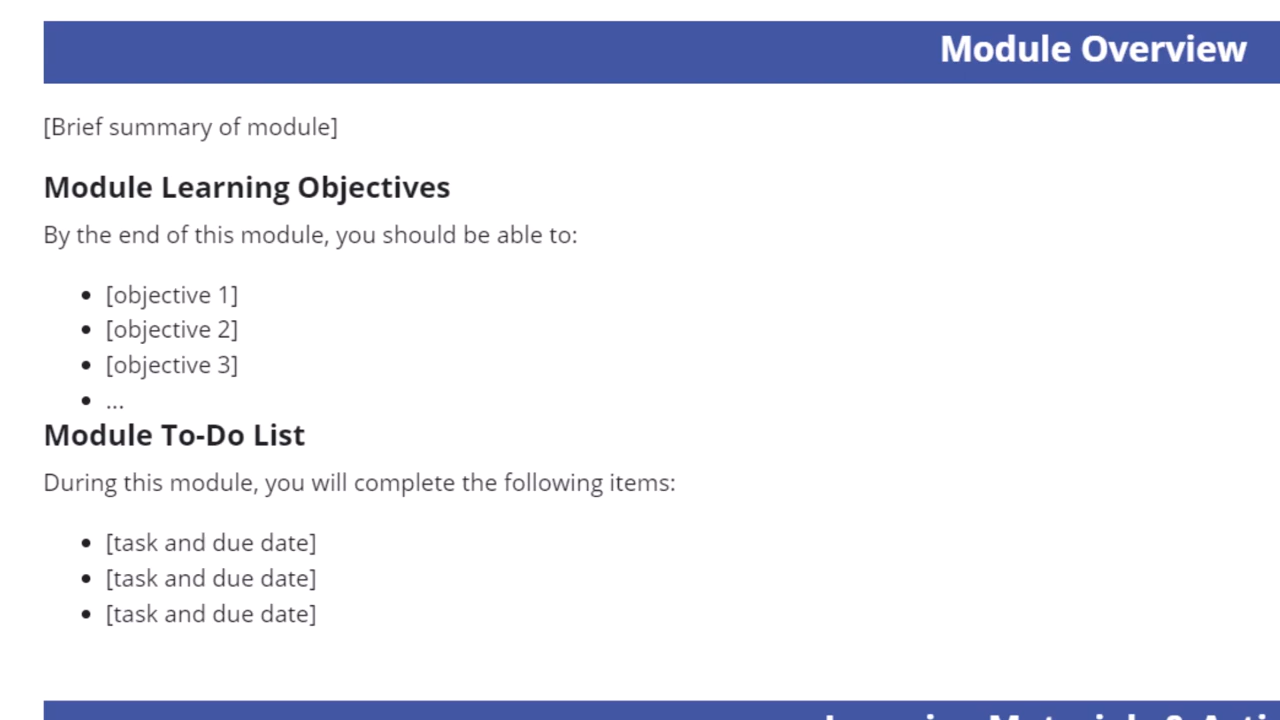 Module Overview
[Brief summary of module]
Module Learning Objectives
By the end of this module, you should be able to:
• [objective 1]
• [objective 2]
• [objective 3]
• ...
Module To-Do List
During this module, you will complete the following items:
• [task and due date]
• [task and due date]
• [task and due date]